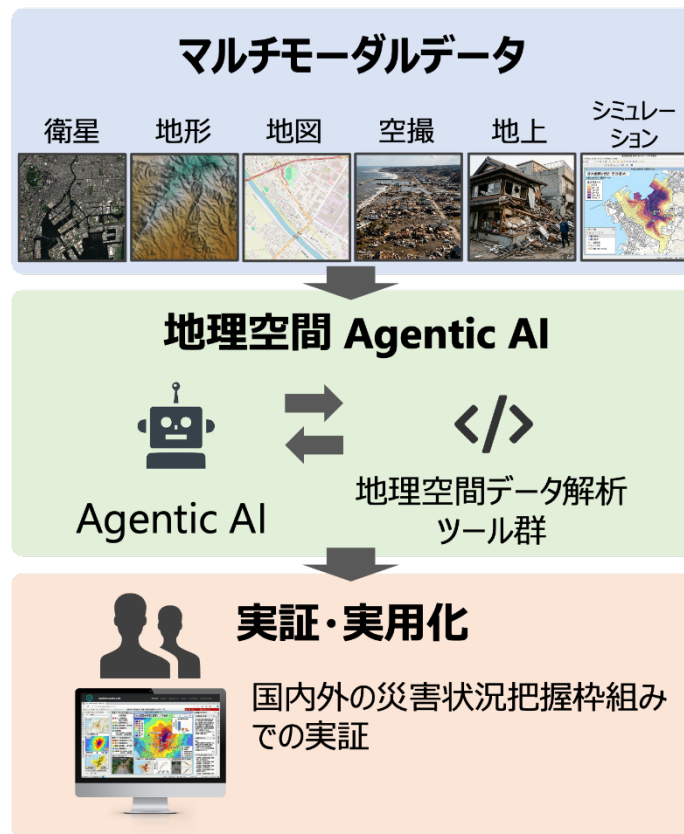 マルチモーダルデータ
衛星
地形
地図
空撮
地上
シミュレー
ション
地理空間 Agentic AI
</>
Agentic AI
地理空間データ解析
ツール群
実証・実用化
国内外の災害状況把握枠組み
での実証